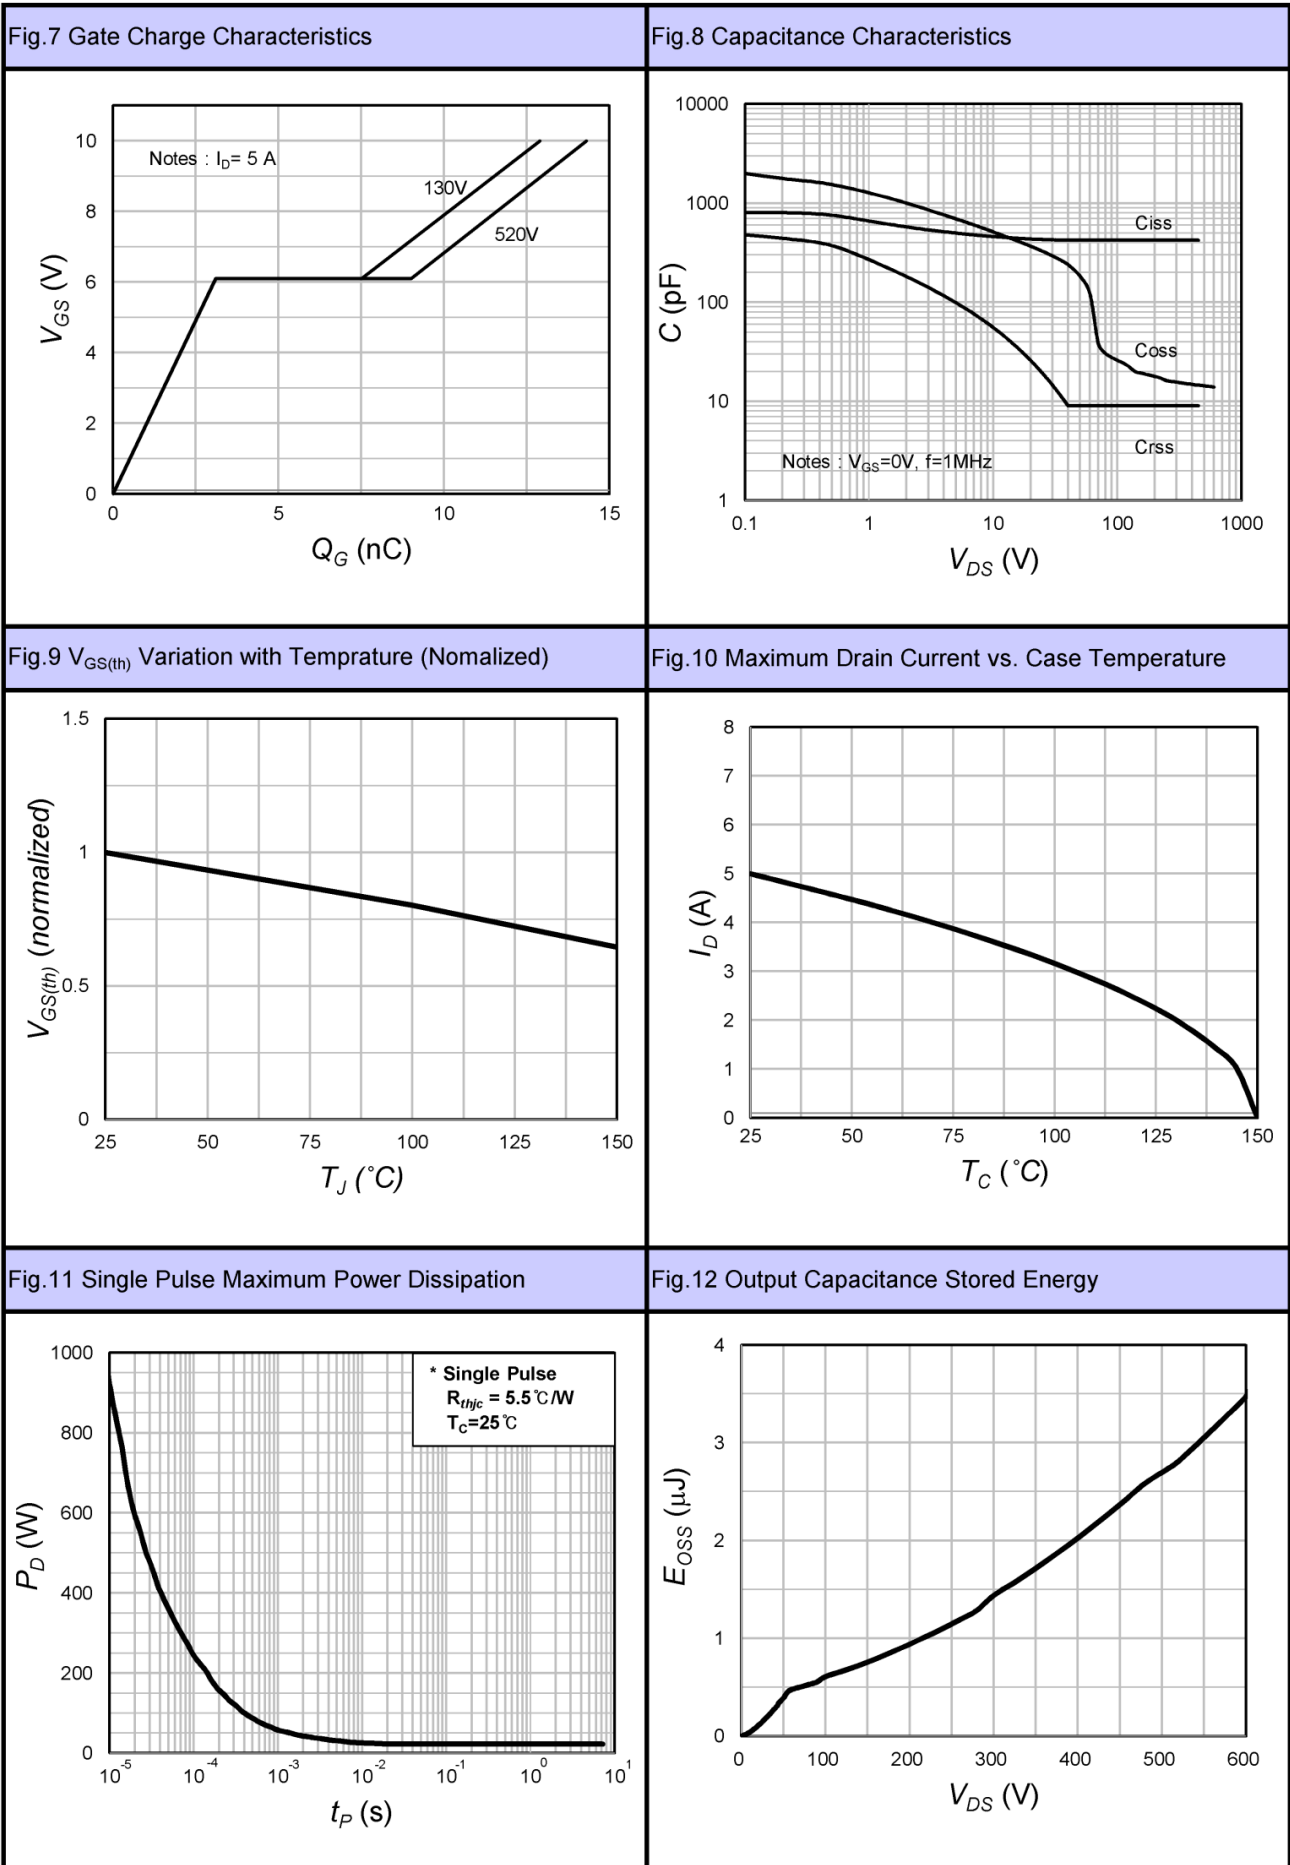 Fig.7 Gate Charge Characteristics
Fig.8 Capacitance Characteristics
10
8
6
4
2
0
VGS (V)
Notes : ID= 5 A
130V
520V
0 5 10 15
QG (nC)
10000
1000
100
10
1
C (pF)
Ciss
Coss
Crss
Notes : VGS=0V, f=1MHz
0.1 1 10 100 1000
VDS (V)
Fig.9 VGS(th) Variation with Temprature (Nomalized)
Fig.10 Maximum Drain Current vs. Case Temperature
1.5
1
0.5
0
VGS(th) (normalized)
25 50 75 100 125 150
TJ (˚C)
8
7
6
5
4
3
2
1
0
ID (A)
25 50 75 100 125 150
TC (˚C)
Fig.11 Single Pulse Maximum Power Dissipation
Fig.12 Output Capacitance Stored Energy
1000
800
600
400
200
0
PD (W)
* Single Pulse
Rthjc = 5.5℃/W
TC=25℃
10-5 10-4 10-3 10-2 10-1 100 101
tP (s)
4
3
2
1
0
EOSS (μJ)
0 100 200 300 400 500 600
VDS (V)